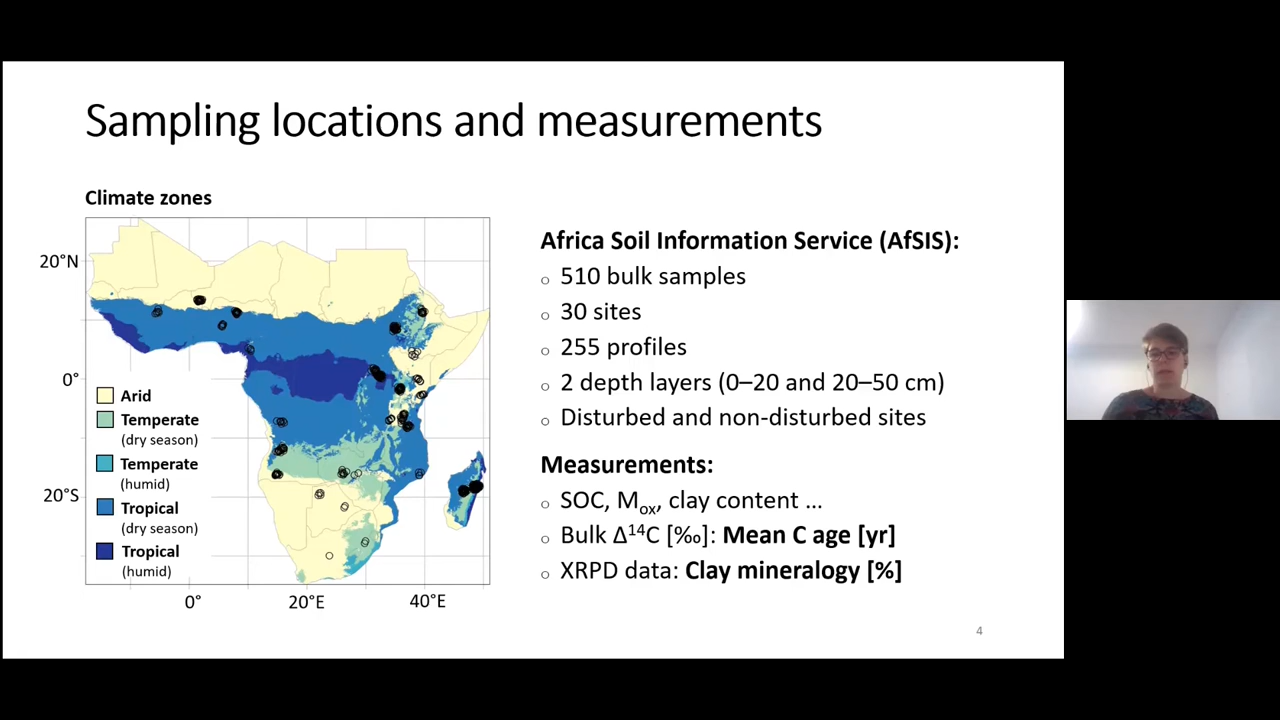 Sampling locations and measurements
Climate zones
20°N
0°
20°S
Arid
Temperate
(dry season)
Temperate
(humid)
Tropical
(dry season)
Tropical
(humid)
0°
20°E
40°E
Africa Soil Information Service (AfSIS):
○ 510 bulk samples
○ 30 sites
○ 255 profiles
○ 2 depth layers (0–20 and 20–50 cm)
○ Disturbed and non-disturbed sites
Measurements:
○ SOC, Mox, clay content ...
○ Bulk Δ¹⁴C [‰]: Mean C age [yr]
○ XRPD data: Clay mineralogy [%]
4